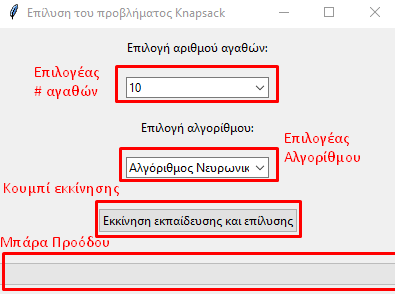 Επίλυση του προβλήματος Knapsack
Επιλογή αριθμού αγαθών:
Επιλογέας
# αγαθών
10
Επιλογή αλγορίθμου:
Επιλογέας
Αλγορίθμου
Αλγόριθμος Νευρωνικ
Κουμπί εκκίνησης
Εκκίνηση εκπαίδευσης και επίλυσης
Μπάρα Προόδου